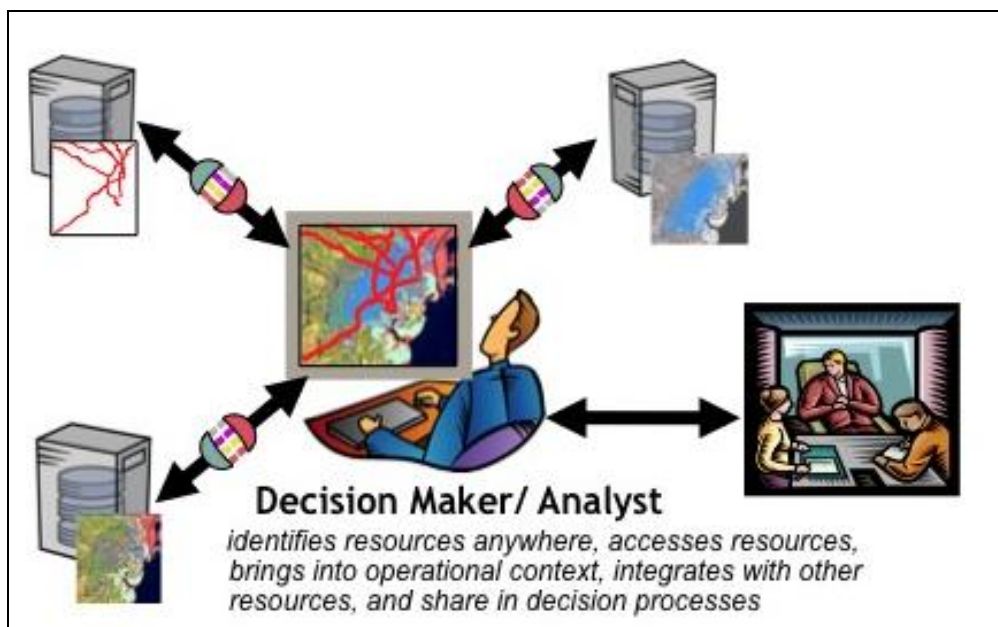 Decision Maker/ Analyst
identifies resources anywhere, accesses resources,
brings into operational context, integrates with other
resources, and share in decision processes